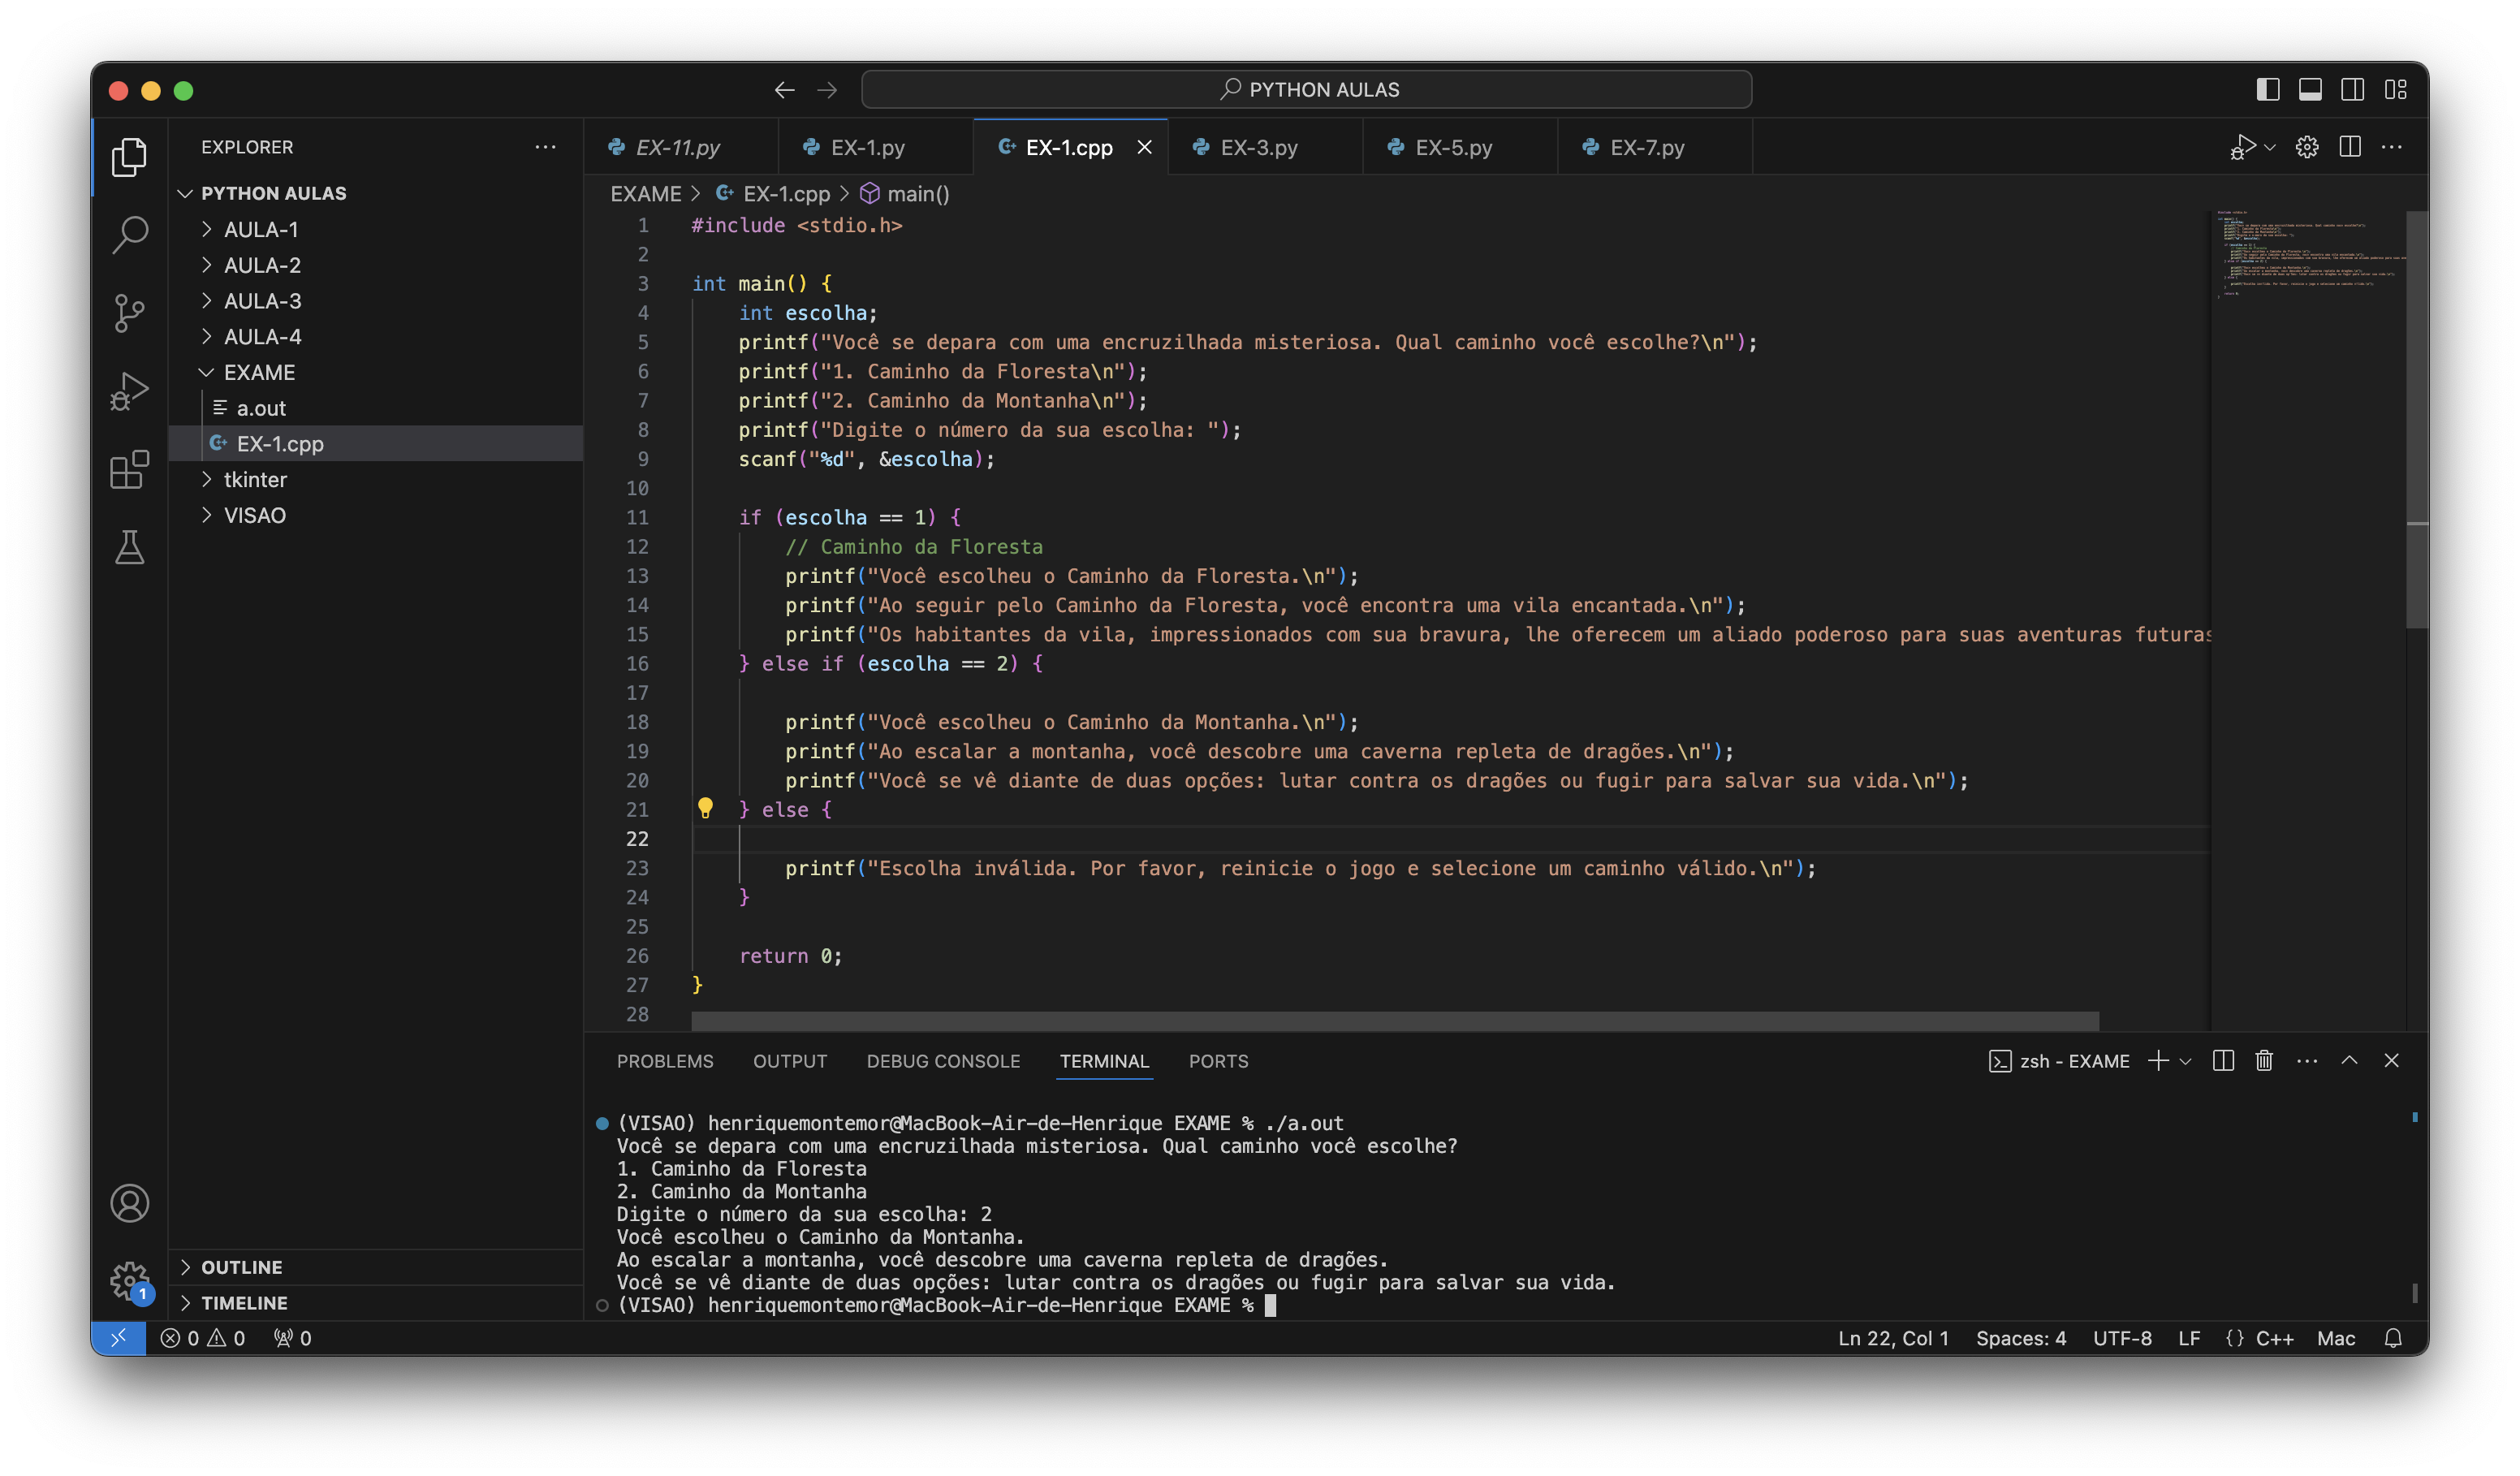 PYTHON AULAS
EXPLORER
PYTHON AULAS
AULA-1
AULA-2
AULA-3
AULA-4
EXAME
a.out
EX-1.cpp
tkinter
VISAO
OUTLINE
TIMELINE
EX-11.py EX-1.py EX-1.cpp EX-3.py EX-5.py EX-7.py
EXAME > EX-1.cpp > main()
1 #include <stdio.h>
2
3 int main() {
4 int escolha;
5 printf("Você se depara com uma encruzilhada misteriosa. Qual caminho você escolhe?\n");
6 printf("1. Caminho da Floresta\n");
7 printf("2. Caminho da Montanha\n");
8 printf("Digite o número da sua escolha: ");
9 scanf("%d", &escolha);
10
11 if (escolha == 1) {
12 // Caminho da Floresta
13 printf("Você escolheu o Caminho da Floresta.\n");
14 printf("Ao seguir pelo Caminho da Floresta, você encontra uma vila encantada.\n");
15 printf("Os habitantes da vila, impressionados com sua bravura, lhe oferecem um aliado poderoso para suas aventuras futuras
16 } else if (escolha == 2) {
17
18 printf("Você escolheu o Caminho da Montanha.\n");
19 printf("Ao escalar a montanha, você descobre uma caverna repleta de dragões.\n");
20 printf("Você se vê diante de duas opções: lutar contra os dragões ou fugir para salvar sua vida.\n");
21 } else {
22
23 printf("Escolha inválida. Por favor, reinicie o jogo e selecione um caminho válido.\n");
24 }
25
26 return 0;
27 }
28
PROBLEMS OUTPUT DEBUG CONSOLE TERMINAL PORTS zsh - EXAME
(VISAO) henriquemontemor@MacBook-Air-de-Henrique EXAME % ./a.out
Você se depara com uma encruzilhada misteriosa. Qual caminho você escolhe?
1. Caminho da Floresta
2. Caminho da Montanha
Digite o número da sua escolha: 2
Você escolheu o Caminho da Montanha.
Ao escalar a montanha, você descobre uma caverna repleta de dragões.
Você se vê diante de duas opções: lutar contra os dragões ou fugir para salvar sua vida.
(VISAO) henriquemontemor@MacBook-Air-de-Henrique EXAME %
1
0 0 0 Ln 22, Col 1 Spaces: 4 UTF-8 LF {} C++ Mac